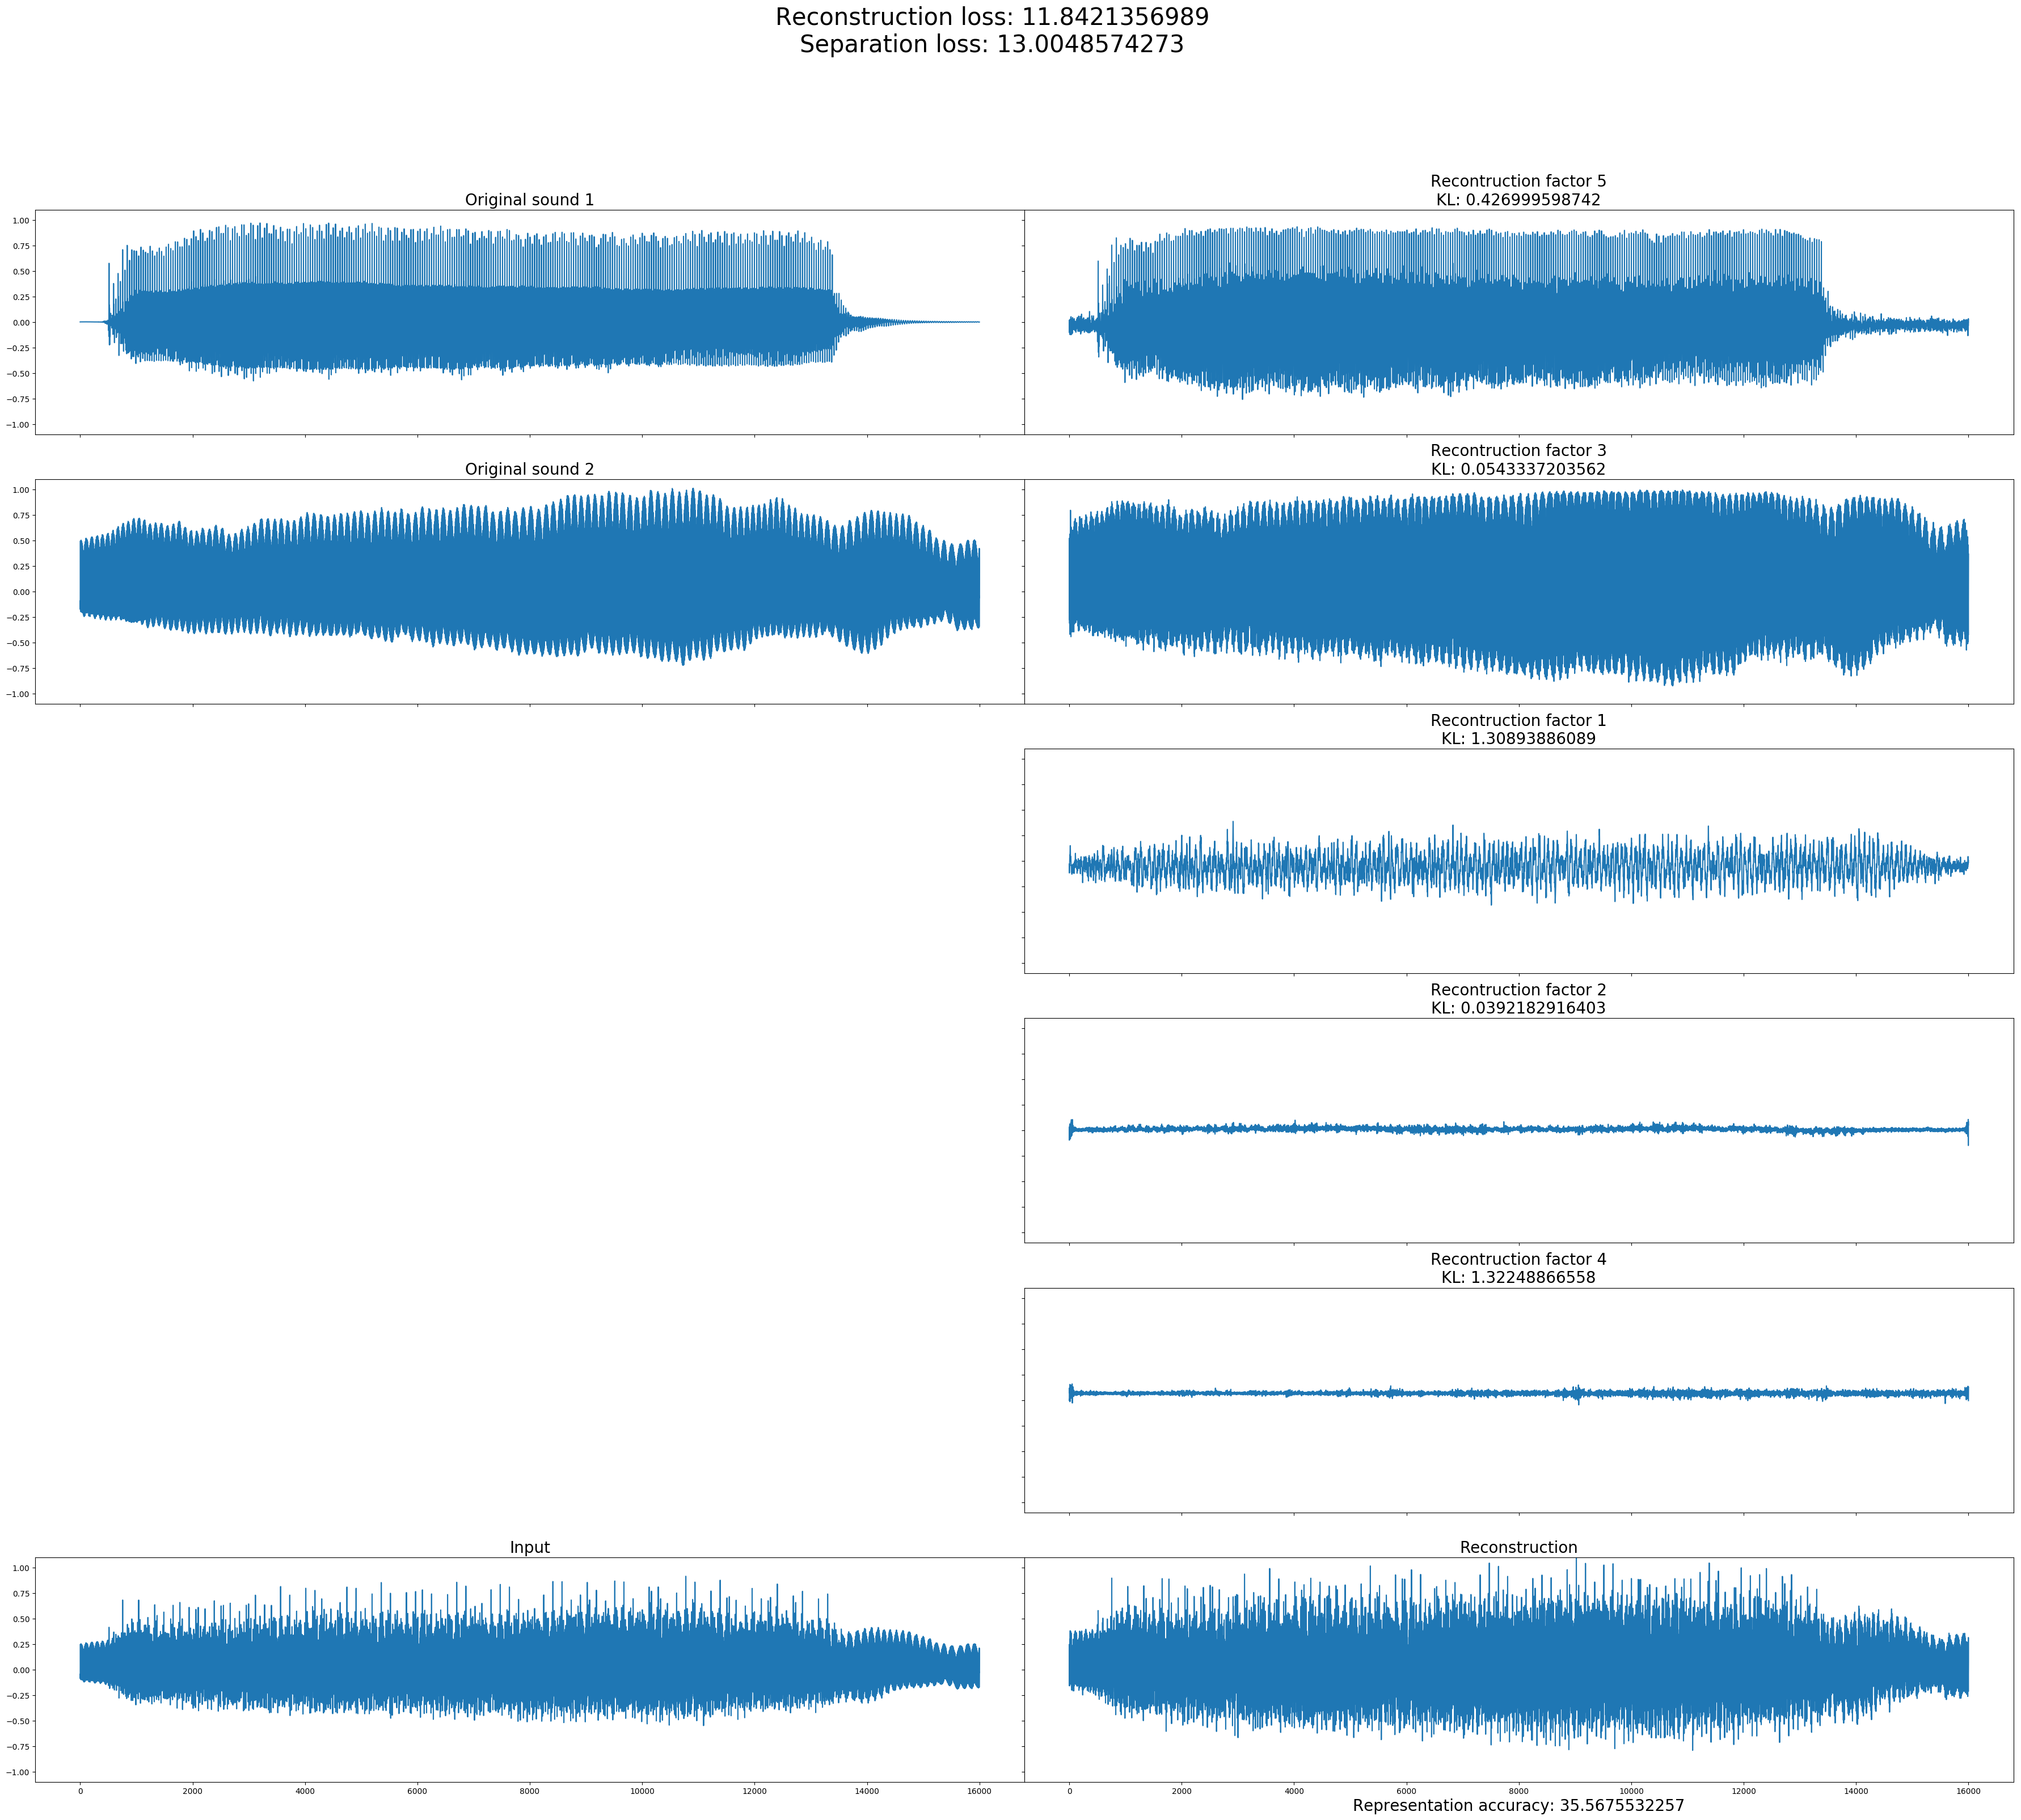 Reconstruction loss: 11.8421356989
Separation loss: 13.0048574273
Original sound 1
Recontruction factor 5
KL: 0.426999598742
1.00
0.75
0.50
0.25
0.00
−0.25
−0.50
−0.75
−1.00
Original sound 2
Recontruction factor 3
KL: 0.0543337203562
1.00
0.75
0.50
0.25
0.00
−0.25
−0.50
−0.75
−1.00
Recontruction factor 1
KL: 1.30893886089
Recontruction factor 2
KL: 0.0392182916403
Recontruction factor 4
KL: 1.32248866558
Input
Reconstruction
1.00
0.75
0.50
0.25
0.00
−0.25
−0.50
−0.75
−1.00
0 2000 4000 6000 8000 10000 12000 14000 16000
0 2000 4000 6000 8000 10000 12000 14000 16000
Representation accuracy: 35.5675532257